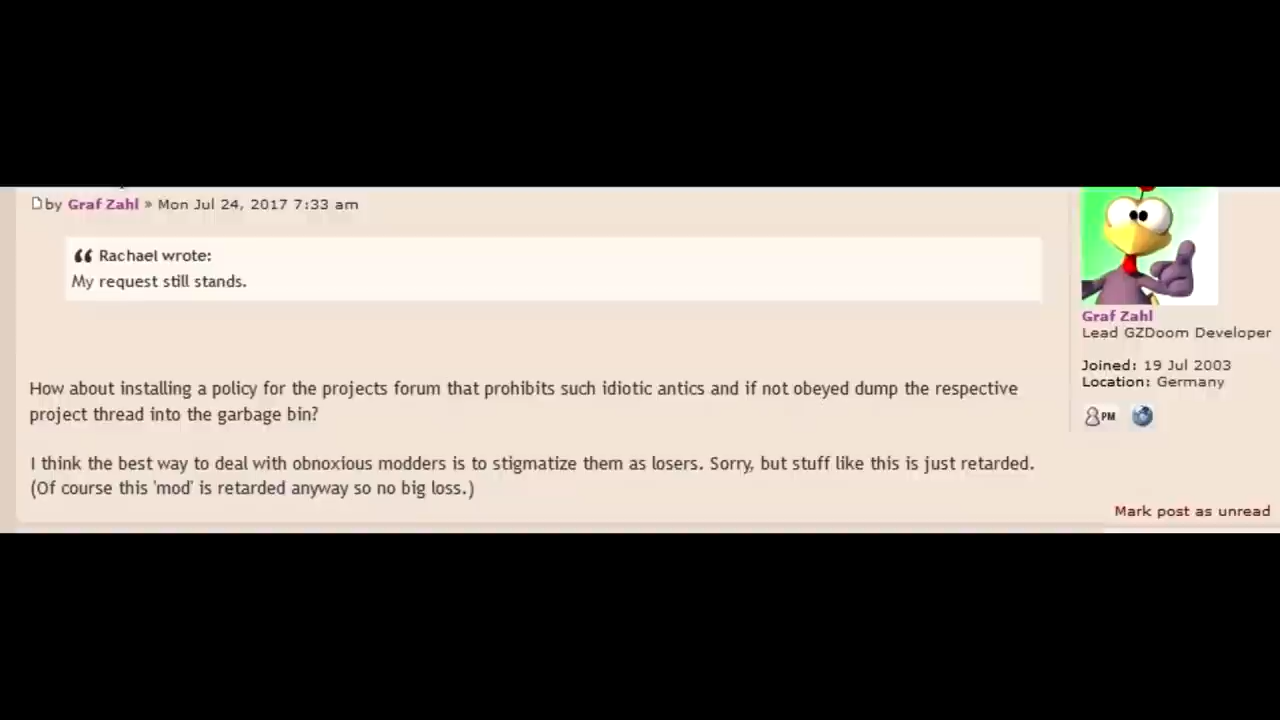 by Graf Zahl » Mon Jul 24, 2017 7:33 am
Rachael wrote:
My request still stands.
How about installing a policy for the projects forum that prohibits such idiotic antics and if not obeyed dump the respective
project thread into the garbage bin?
I think the best way to deal with obnoxious modders is to stigmatize them as losers. Sorry, but stuff like this is just retarded.
(Of course this 'mod' is retarded anyway so no big loss.)
Graf Zahl
Lead GZDoom Developer
Joined: 19 Jul 2003
Location: Germany
PM
Mark post as unread